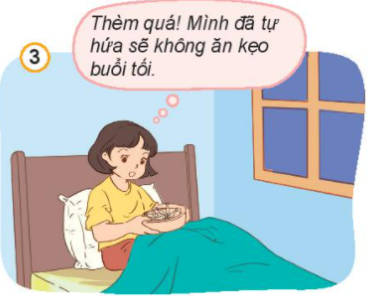 Thèm quá! Mình đã tự
hứa sẽ không ăn kẹo
buổi tối.
3